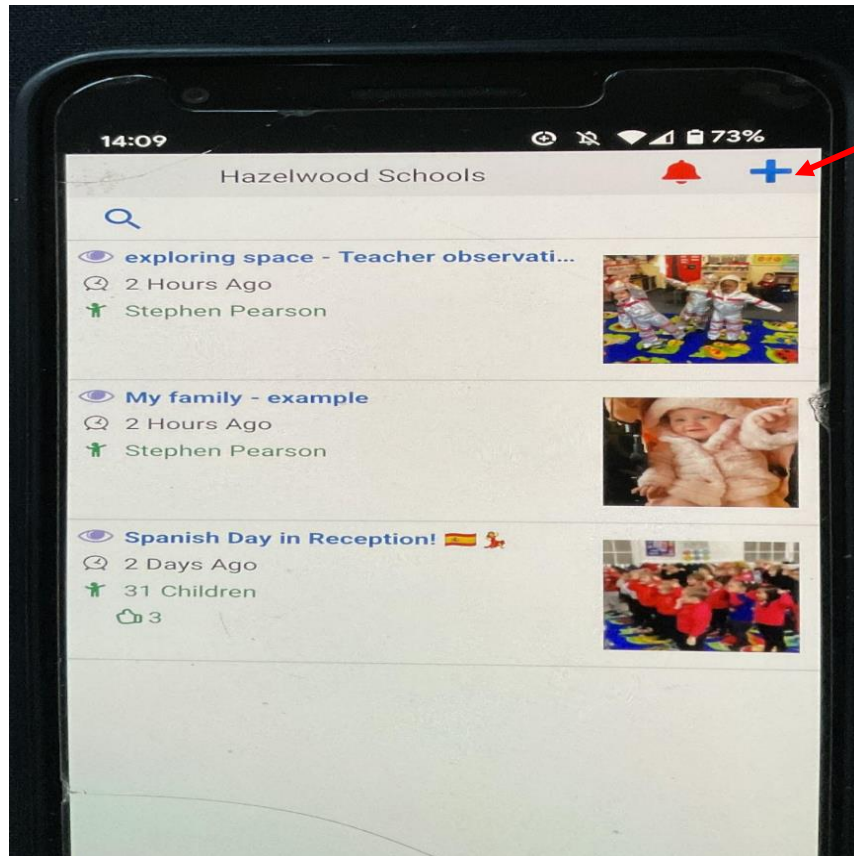 14:09 73%
Hazelwood Schools
exploring space - Teacher observati...
2 Hours Ago
Stephen Pearson
My family - example
2 Hours Ago
Stephen Pearson
Spanish Day in Reception! 🇪🇸 💃
2 Days Ago
31 Children
3